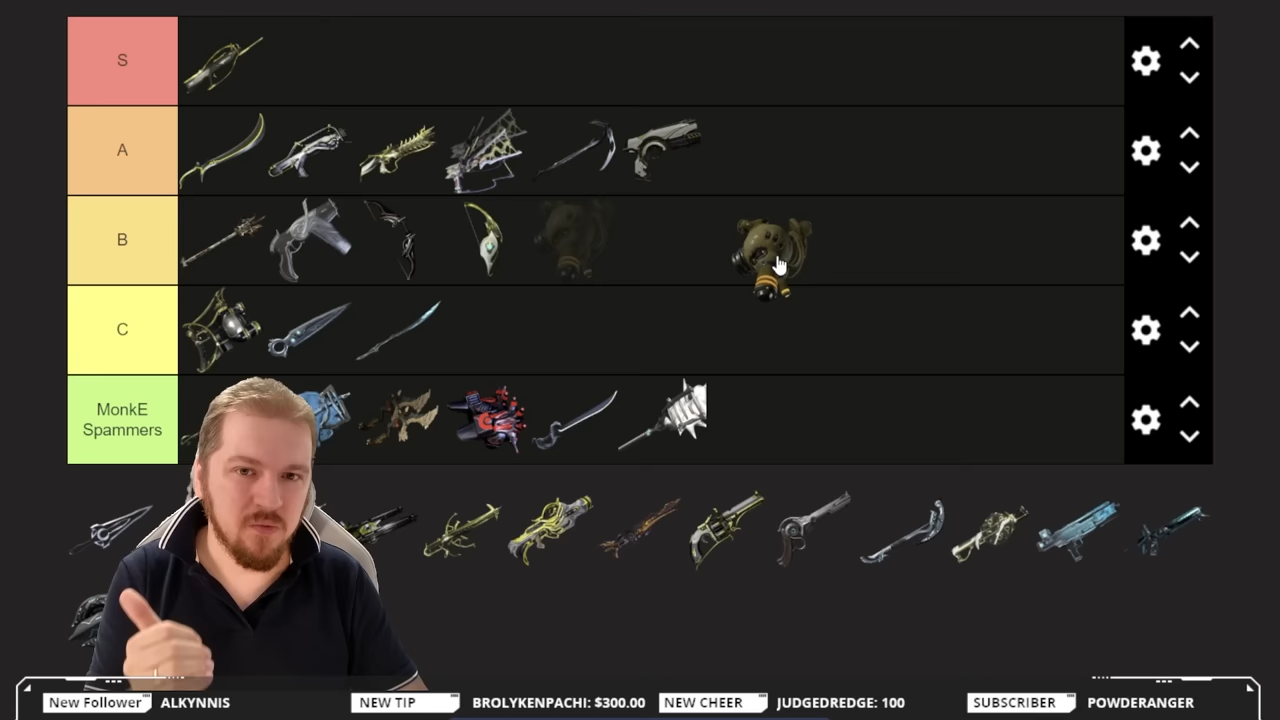 S
A
B
C
MonkE
Spammers
New Follower ALKYNNIS NEW TIP BROLYKENPACHI: $300.00 NEW CHEER JUDGEDREDGE: 100 SUBSCRIBER POWDERANGER